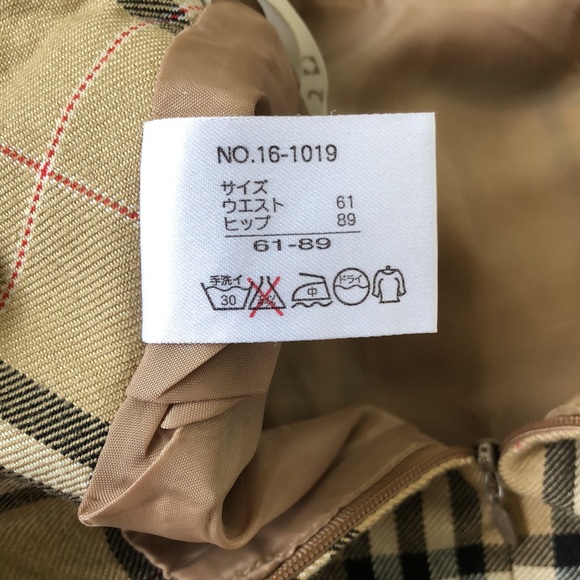 NO.16-1019
サイズ
ウエスト 61
ヒップ 89
61-89
手洗イ 30 中 ドライ